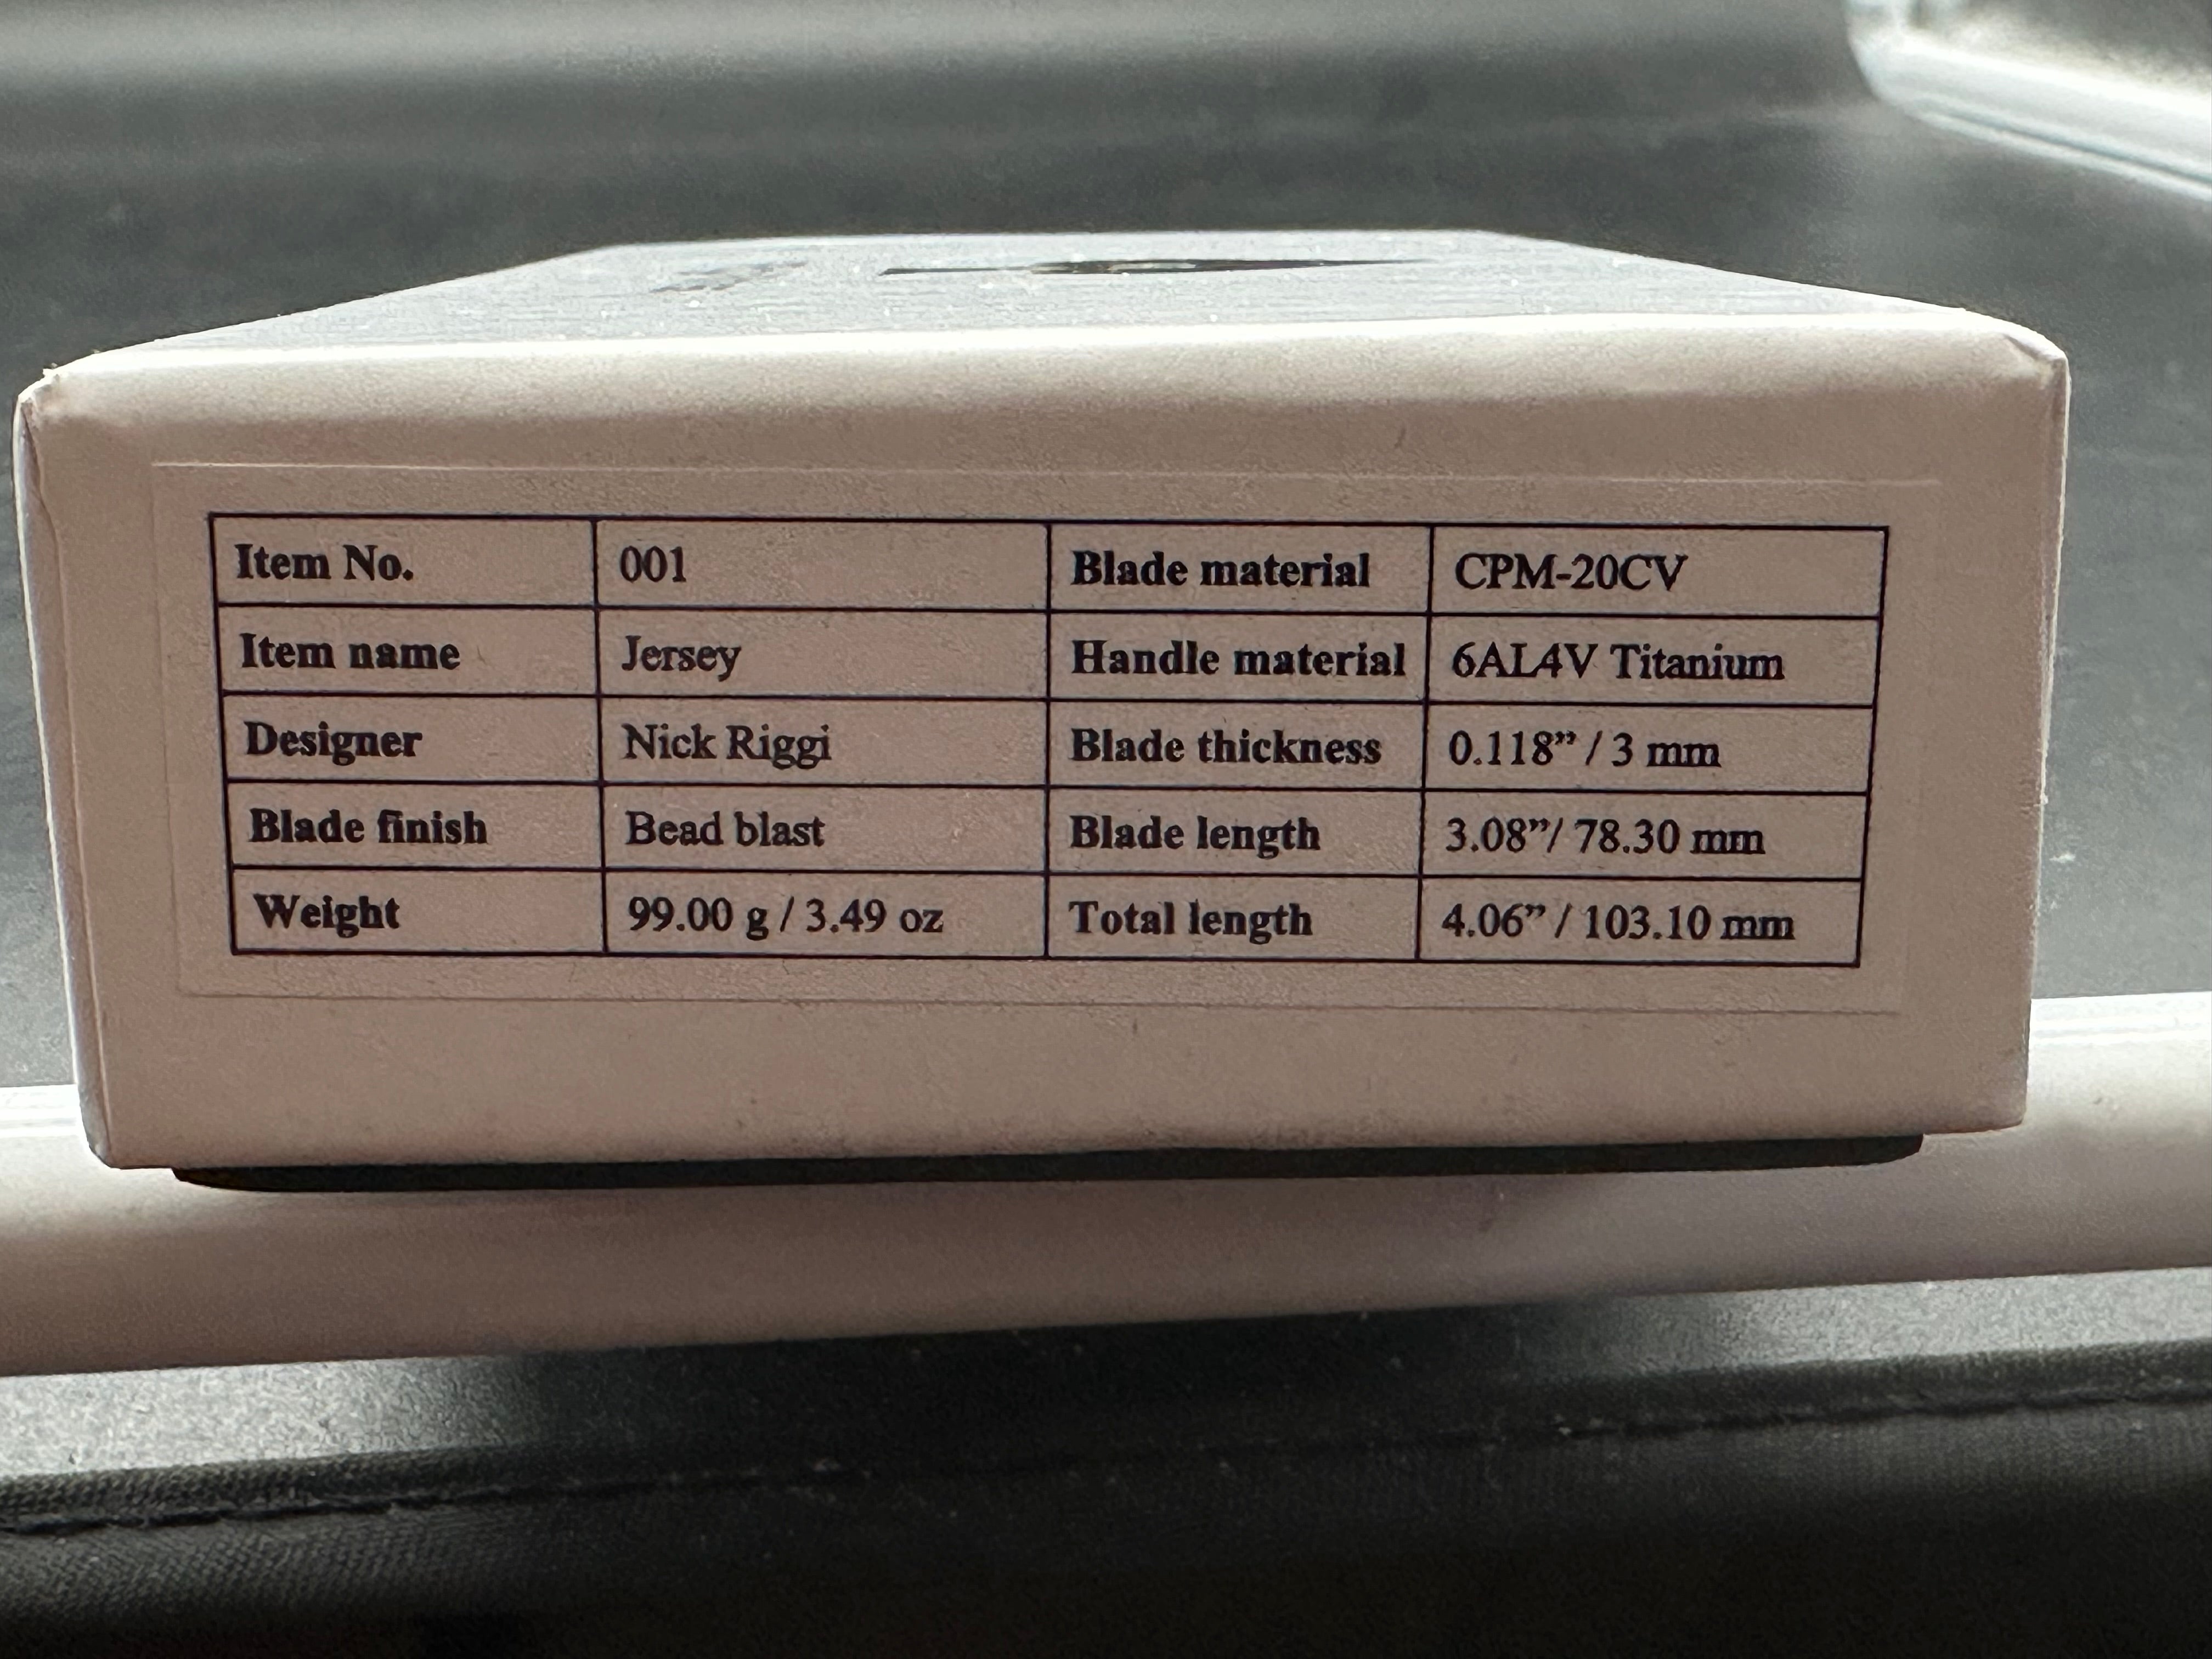 Item No. 001 Blade material CPM-20CV
Item name Jersey Handle material 6AL4V Titanium
Designer Nick Riggi Blade thickness 0.118” / 3 mm
Blade finish Bead blast Blade length 3.08”/ 78.30 mm
Weight 99.00 g / 3.49 oz Total length 4.06” / 103.10 mm